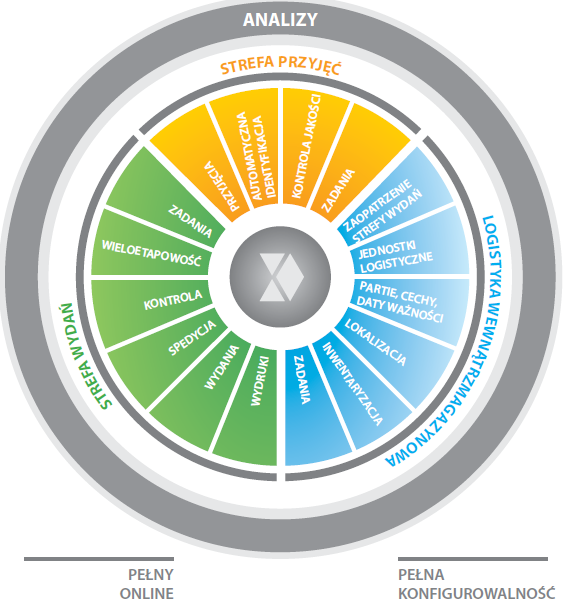 ANALIZY
STREFA PRZYJĘĆ
PRZYJĘCIA
AUTOMATYCZNA
IDENTYFIKACJA
KONTROLA JAKOŚCI
ZADANIA
LOGISTYKA WEWNĄTRZMAGAZYNOWA
ZAOPATRZENIE
STREFY WYDAŃ
JEDNOSTKI
LOGISTYCZNE
PARTIE, CECHY,
DATY WAŻNOŚCI
LOKALIZACJA
INWENTARYZACJA
ZADANIA
STREFA WYDAŃ
ZADANIA
WIELOETAPOWOŚĆ
KONTROLA
SPEDYCJA
WYDANIA
WYDRUKI
PEŁNY
ONLINE
PEŁNA
KONFIGUROWALNOŚĆ